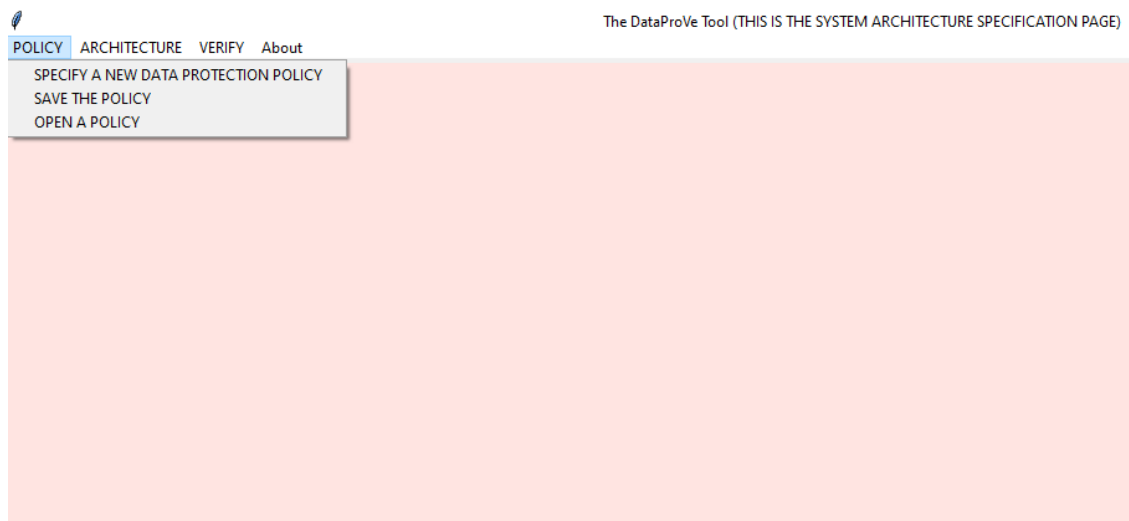 The DataProVe Tool (THIS IS THE SYSTEM ARCHITECTURE SPECIFICATION PAGE)
POLICY ARCHITECTURE VERIFY About
SPECIFY A NEW DATA PROTECTION POLICY
SAVE THE POLICY
OPEN A POLICY